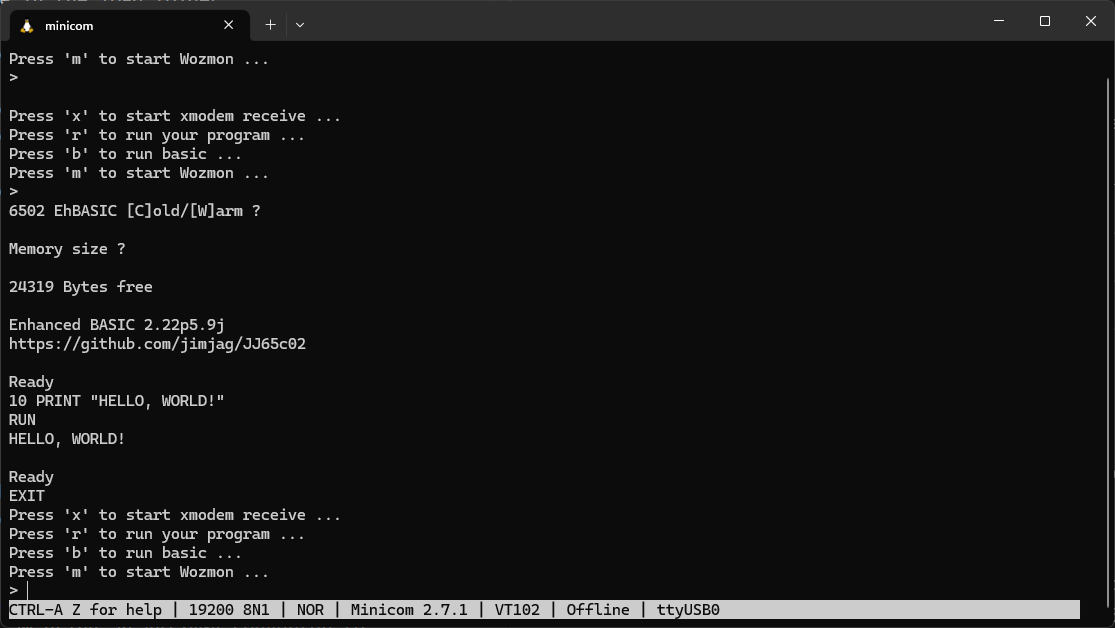 minicom
Press 'm' to start Wozmon ...
>
Press 'x' to start xmodem receive ...
Press 'r' to run your program ...
Press 'b' to run basic ...
Press 'm' to start Wozmon ...
>
6502 EhBASIC [C]old/[W]arm ?
Memory size ?
24319 Bytes free
Enhanced BASIC 2.22p5.9j
https://github.com/jimjag/JJ65c02
Ready
10 PRINT "HELLO, WORLD!"
RUN
HELLO, WORLD!
Ready
EXIT
Press 'x' to start xmodem receive ...
Press 'r' to run your program ...
Press 'b' to run basic ...
Press 'm' to start Wozmon ...
>
CTRL-A Z for help | 19200 8N1 | NOR | Minicom 2.7.1 | VT102 | Offline | ttyUSB0